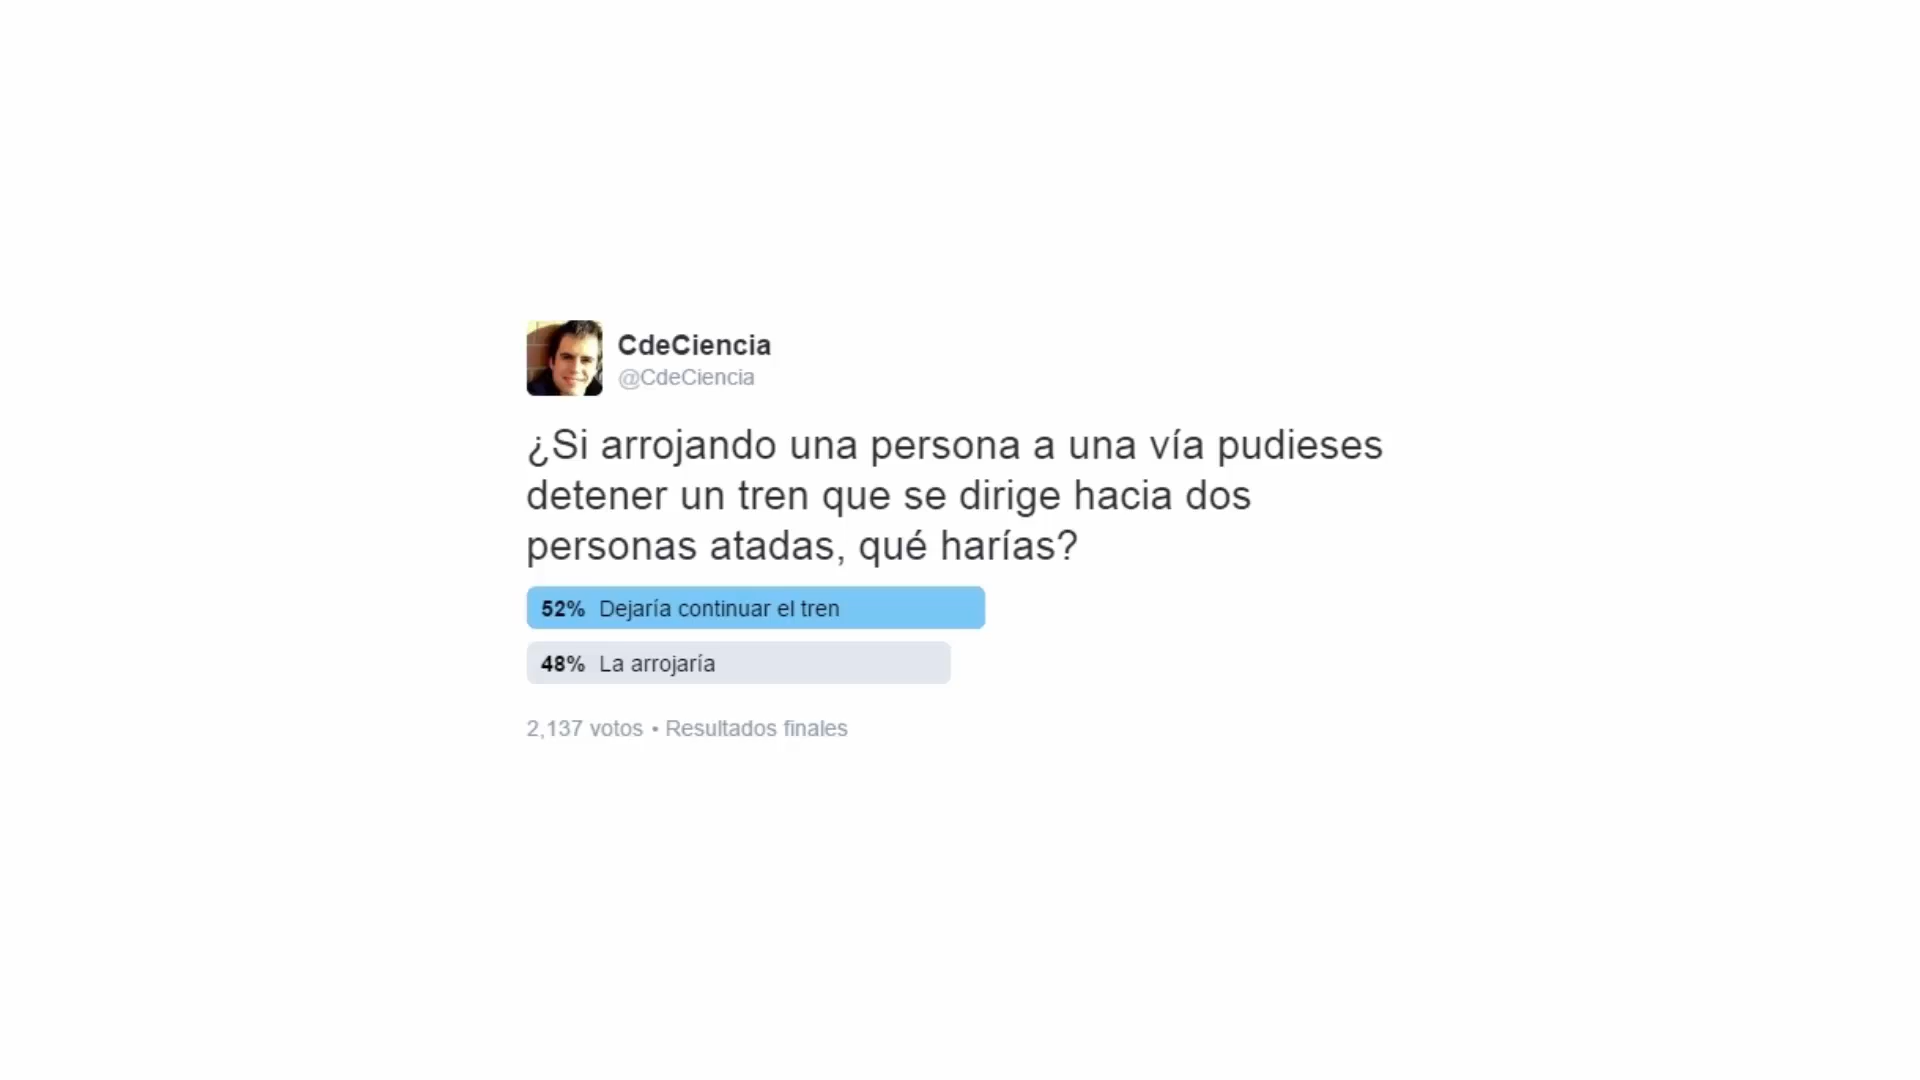 CdeCiencia
@CdeCiencia
¿Si arrojando una persona a una vía pudieses
detener un tren que se dirige hacia dos
personas atadas, qué harías?
52% Dejaría continuar el tren
48% La arrojaría
2,137 votos • Resultados finales